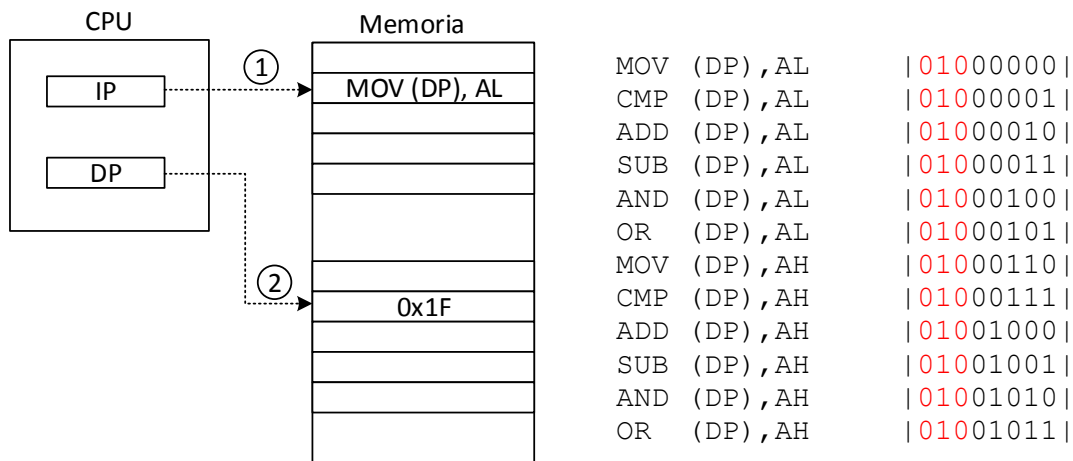 CPU
Memoria
IP
①
MOV (DP), AL
DP
②
0x1F
MOV (DP),AL |01000000|
CMP (DP),AL |01000001|
ADD (DP),AL |01000010|
SUB (DP),AL |01000011|
AND (DP),AL |01000100|
OR (DP),AL |01000101|
MOV (DP),AH |01000110|
CMP (DP),AH |01000111|
ADD (DP),AH |01001000|
SUB (DP),AH |01001001|
AND (DP),AH |01001010|
OR (DP),AH |01001011|